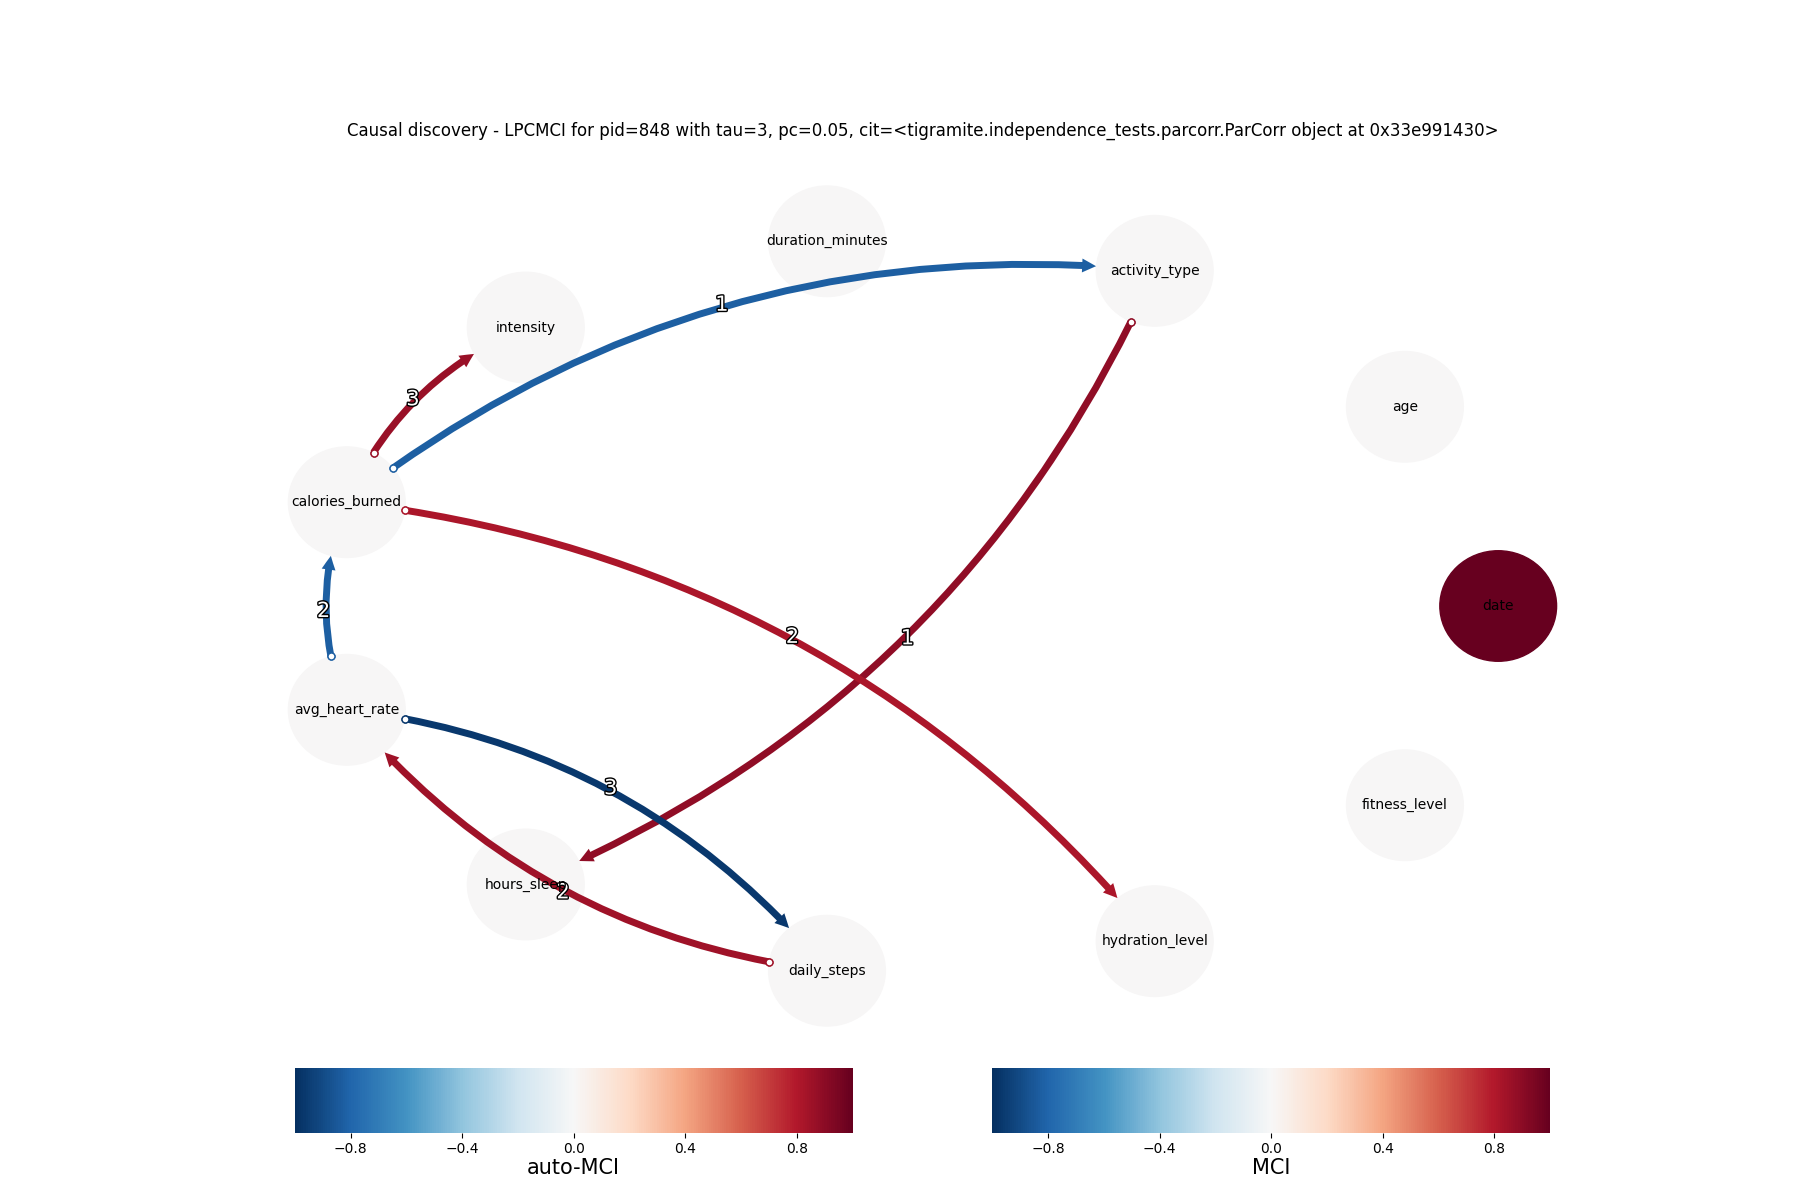 Causal discovery - LPCMCI for pid=848 with tau=3, pc=0.05, cit=<tigramite.independence_tests.parcorr.ParCorr object at 0x33e991430>
duration_minutes
activity_type
1
intensity
3
age
calories_burned
date
2
2
1
avg_heart_rate
3
fitness_level
hours_sleep
2
hydration_level
daily_steps
−0.8 −0.4 0.0 0.4 0.8
auto-MCI
−0.8 −0.4 0.0 0.4 0.8
MCI